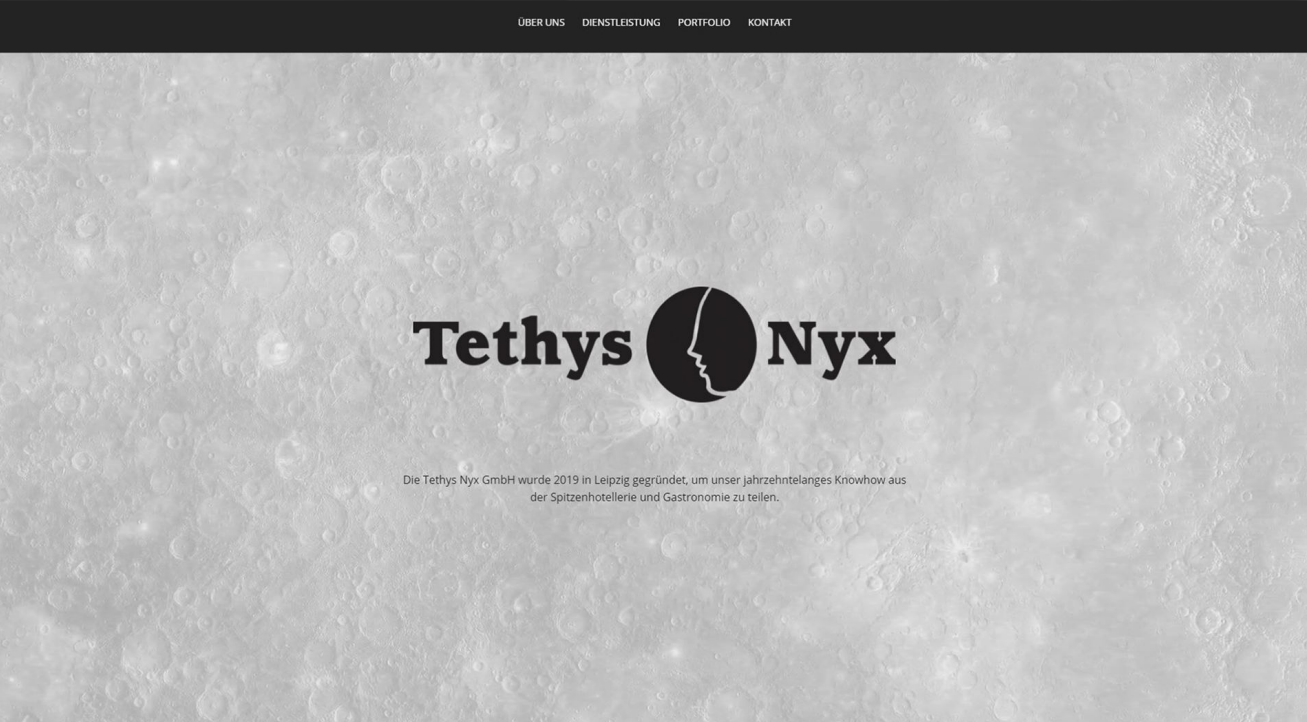 ÜBER UNS DIENSTLEISTUNG PORTFOLIO KONTAKT
Tethys Nyx
Die Tethys Nyx GmbH wurde 2019 in Leipzig gegründet, um unser jahrzehntelanges Knowhow aus
der Spitzenhotellerie und Gastronomie zu teilen.